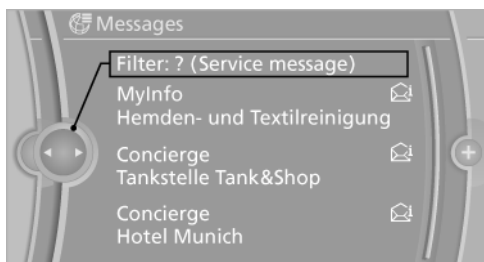 Messages
Filter: ? (Service message)
MyInfo
Hemden- und Textilreinigung
Concierge
Tankstelle Tank&Shop
Concierge
Hotel Munich